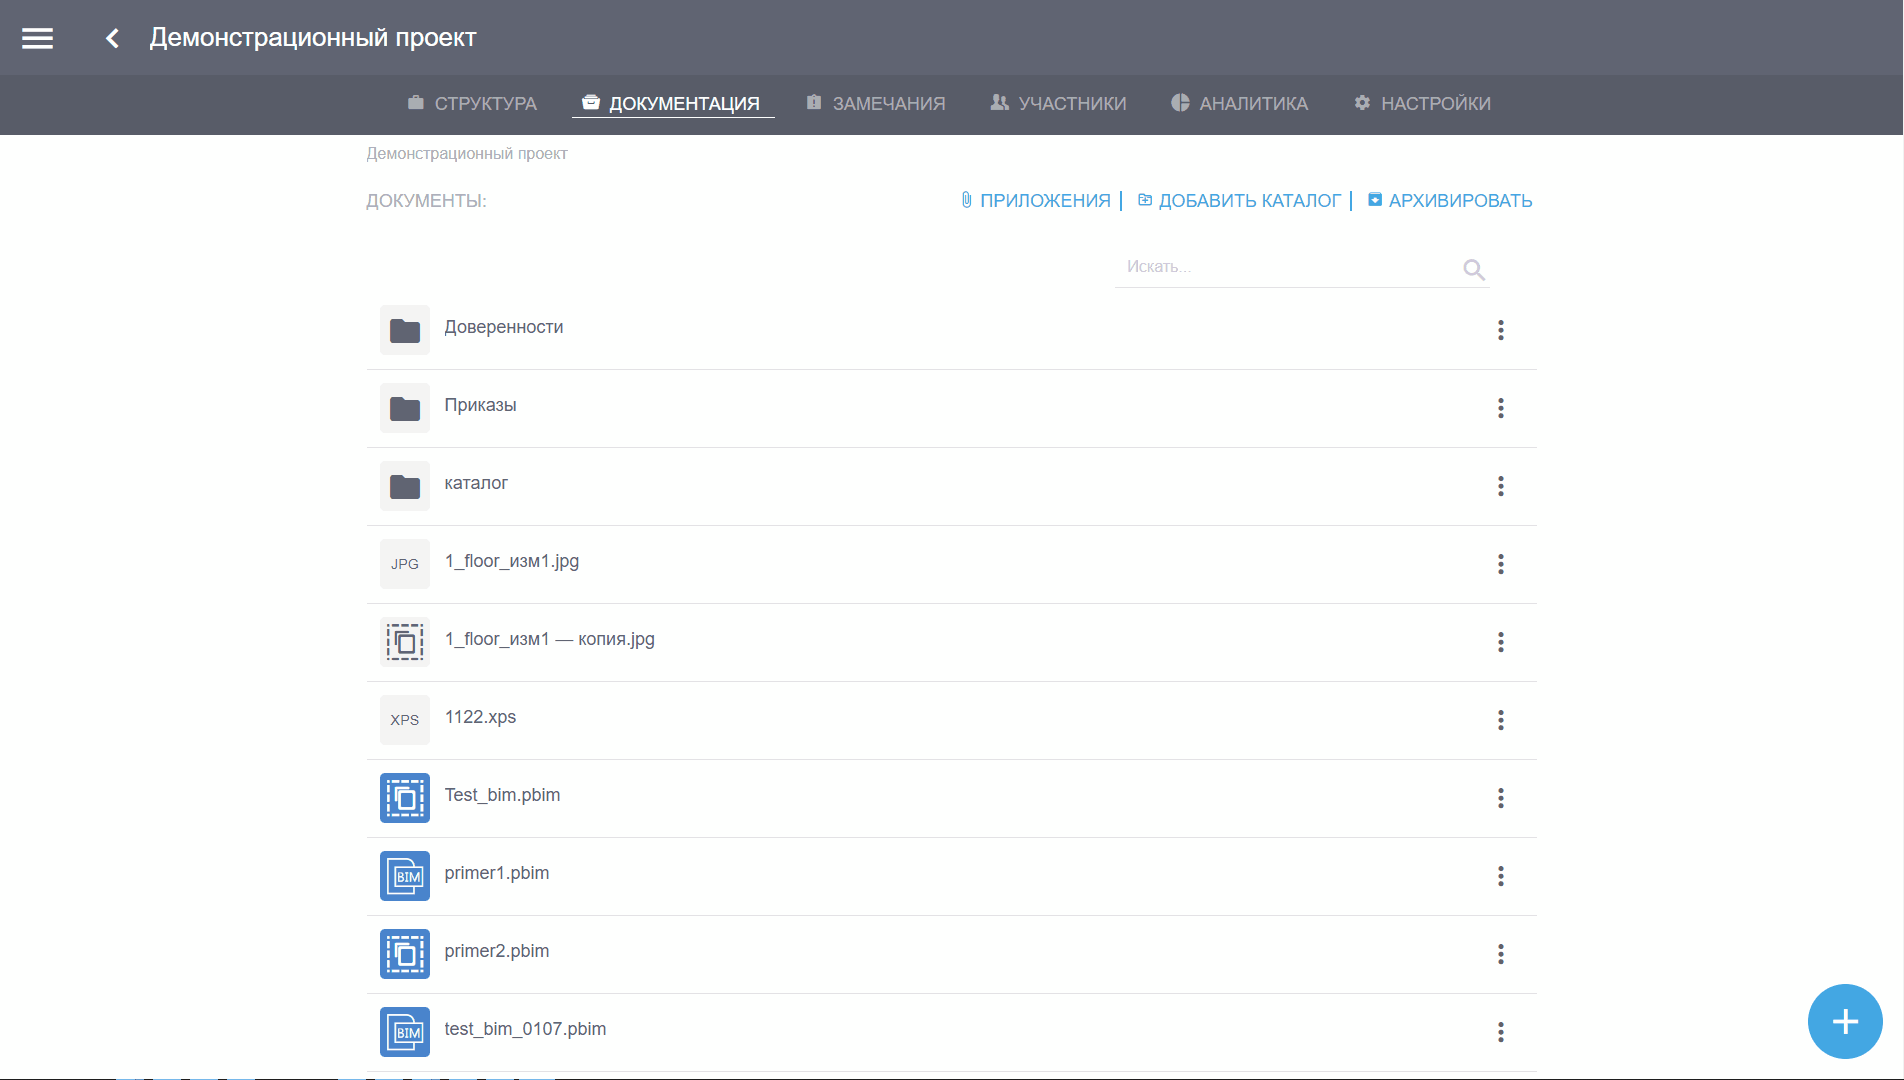 Демонстрационный проект
СТРУКТУРА ДОКУМЕНТАЦИЯ ЗАМЕЧАНИЯ УЧАСТНИКИ АНАЛИТИКА НАСТРОЙКИ
Демонстрационный проект
ДОКУМЕНТЫ: ПРИЛОЖЕНИЯ | ДОБАВИТЬ КАТАЛОГ | АРХИВИРОВАТЬ
Искать...
Доверенности
Приказы
каталог
JPG 1_floor_изм1.jpg
1_floor_изм1 — копия.jpg
XPS 1122.xps
Test_bim.pbim
BIM primer1.pbim
primer2.pbim
BIM test_bim_0107.pbim